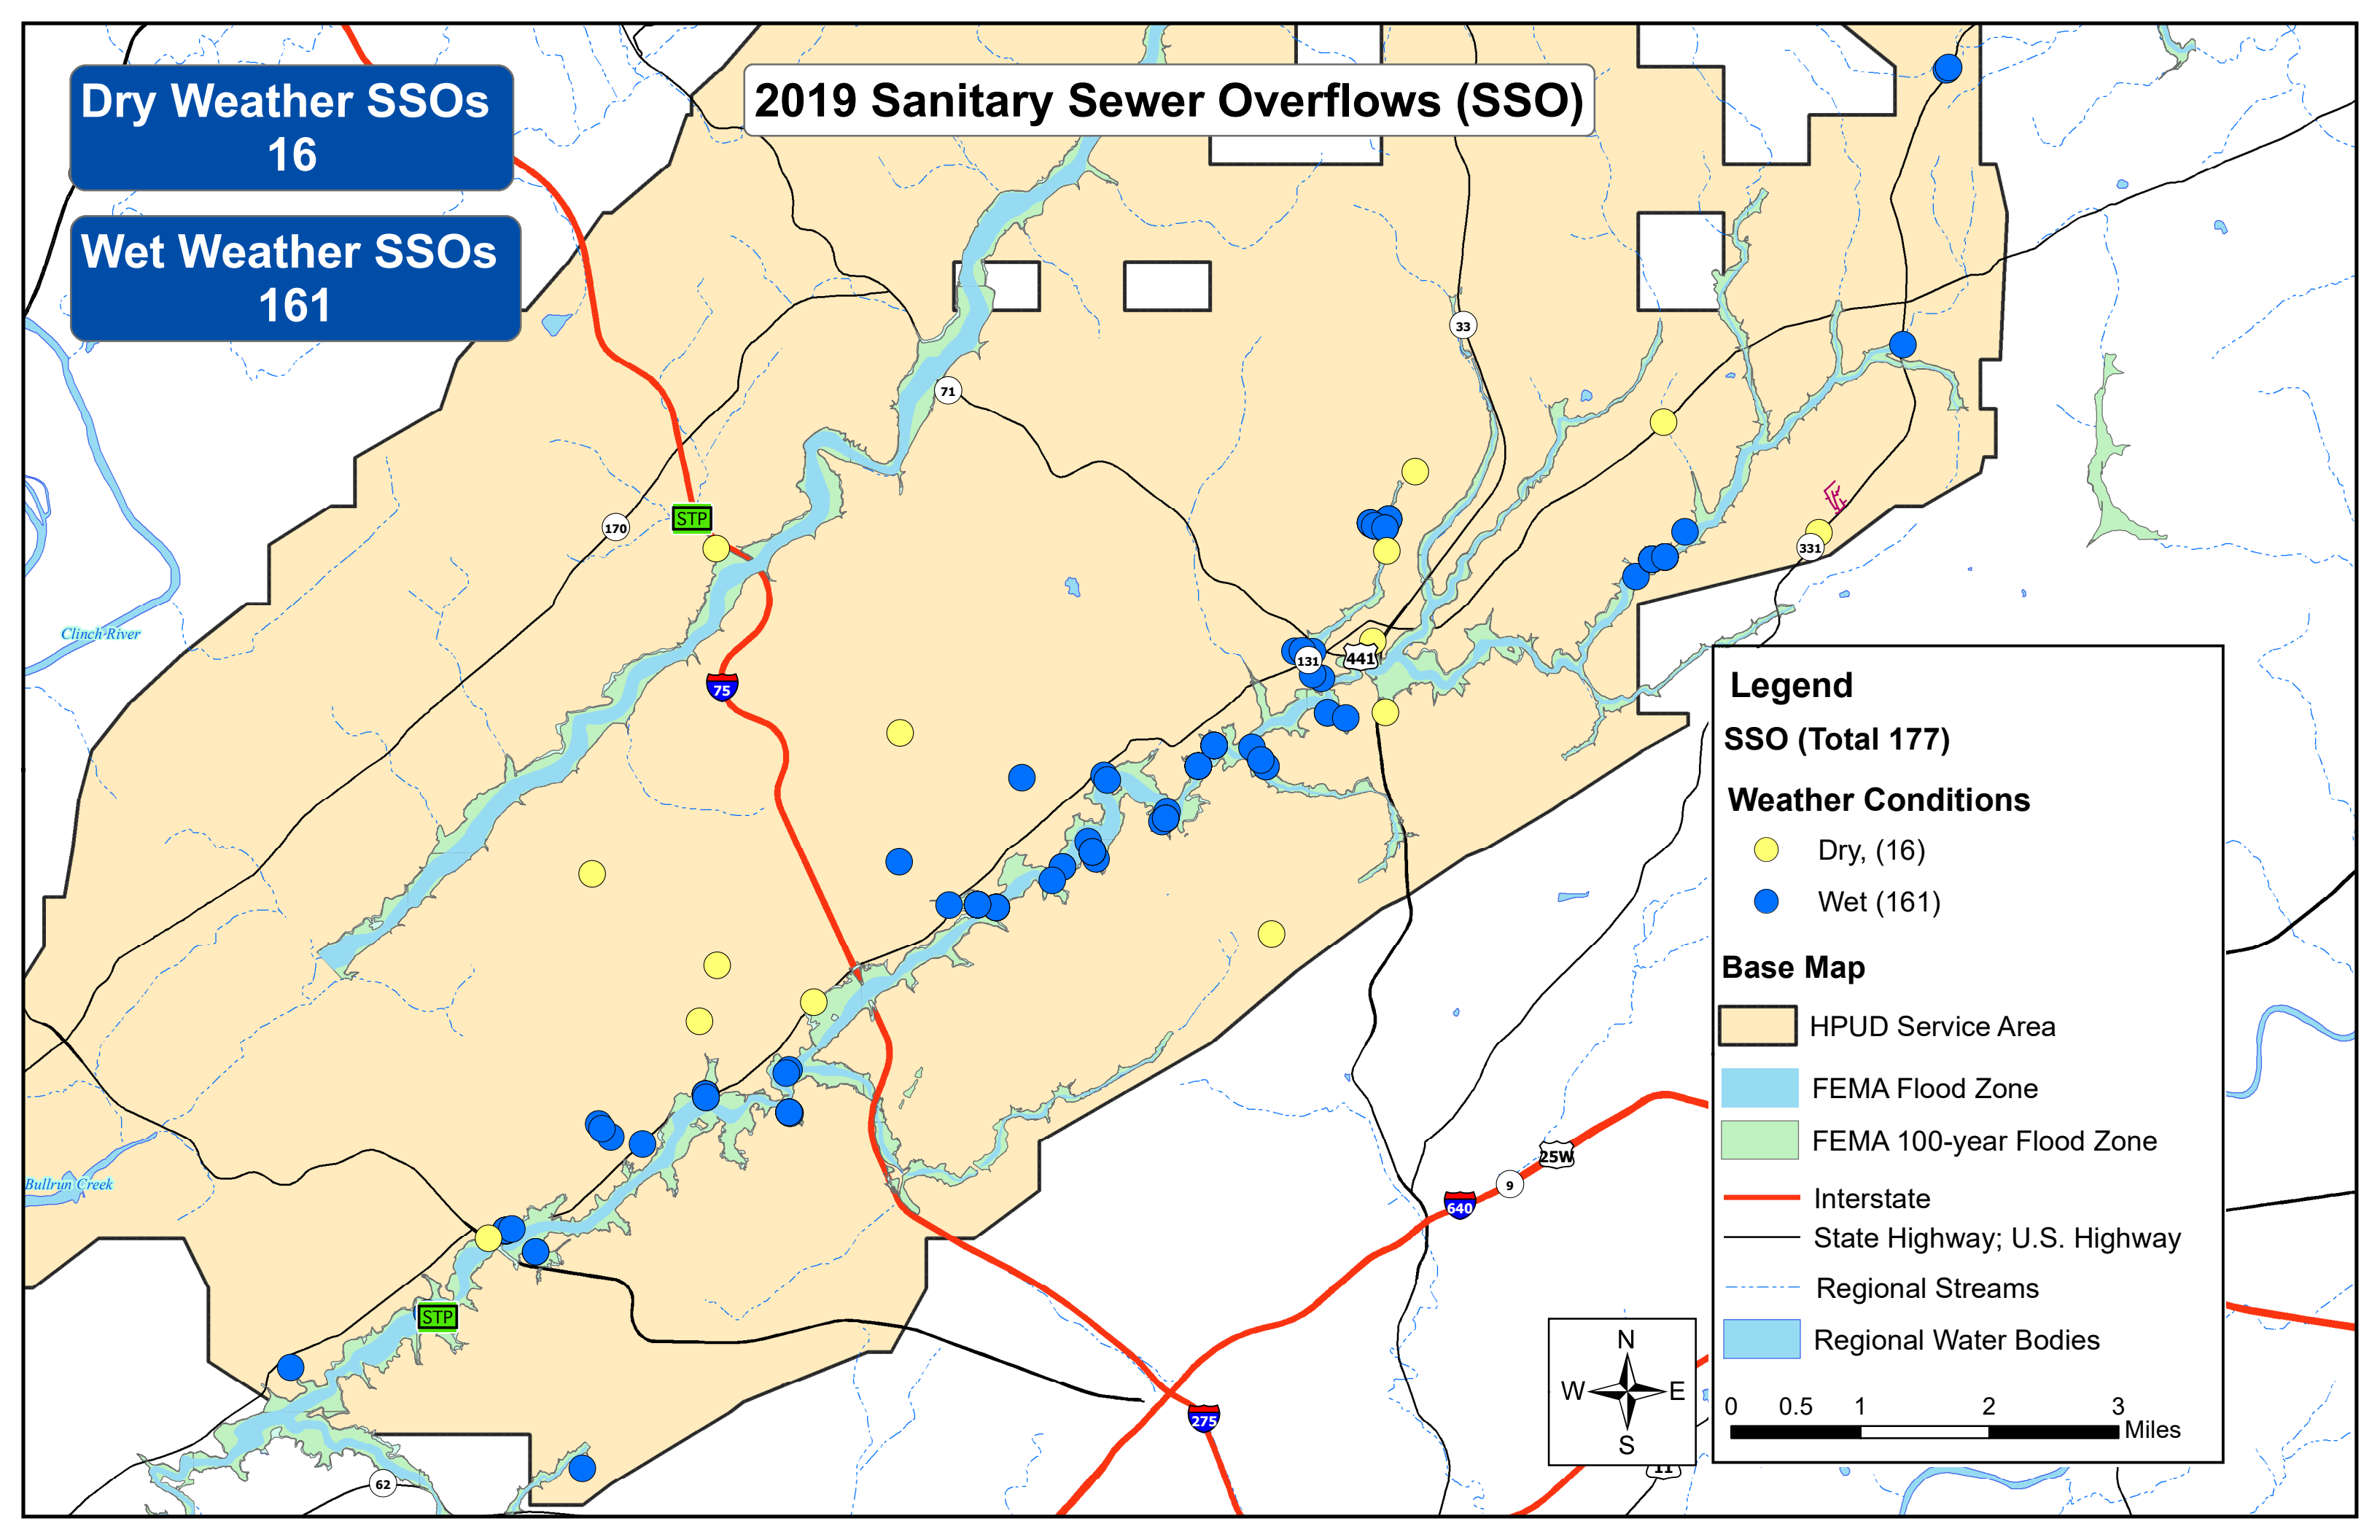 2019 Sanitary Sewer Overflows (SSO)
Dry Weather SSOs
16
Wet Weather SSOs
161
33
71
170
STP
331
Clinch River
131
441
75
Bullrun Creek
25W
9
640
STP
275
62
11
N
W
E
S
Legend
SSO (Total 177)
Weather Conditions
Dry, (16)
Wet (161)
Base Map
HPUD Service Area
FEMA Flood Zone
FEMA 100-year Flood Zone
Interstate
State Highway; U.S. Highway
Regional Streams
Regional Water Bodies
0 0.5 1 2 3
Miles